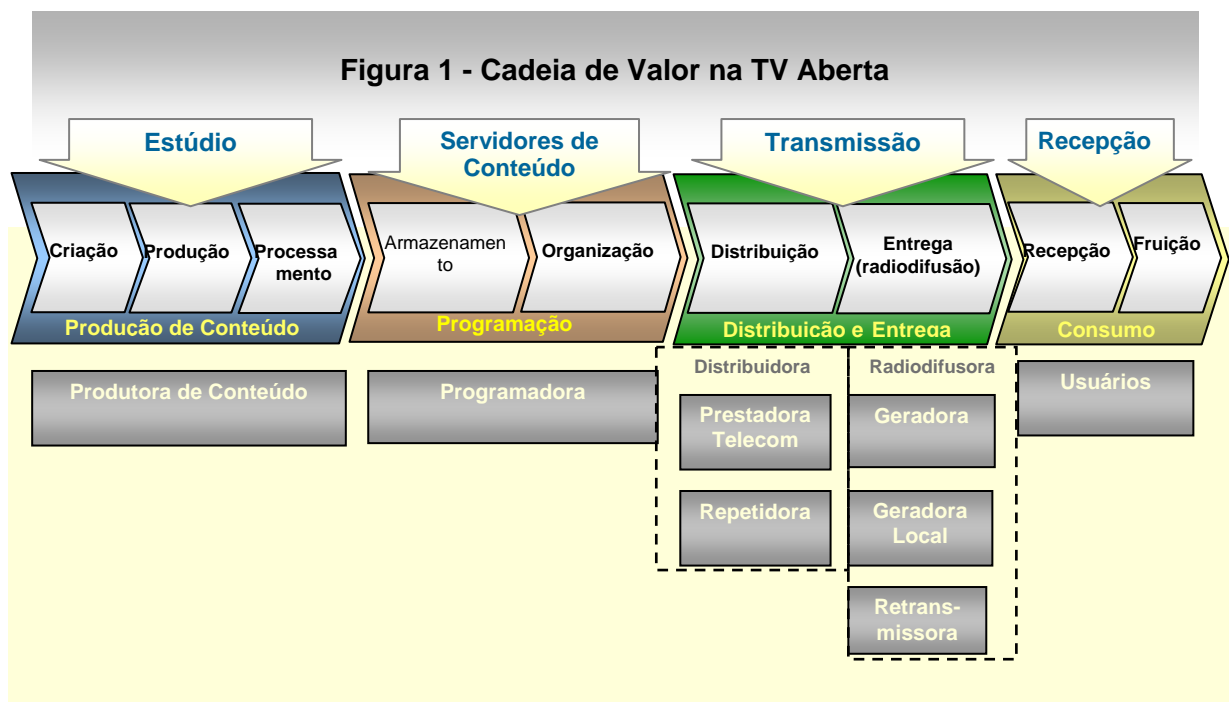 Figura 1 - Cadeia de Valor na TV Aberta
Estúdio
Servidores de
Conteúdo
Transmissão
Recepção
Criação
Produção
Processa
mento
Armazenamen
to
Organização
Distribuição
Entrega
(radiodifusão)
Recepção
Fruição
Produção de Conteúdo
Programação
Distribuição e Entrega
Consumo
Produtora de Conteúdo
Programadora
Distribuidora
Radiodifusora
Usuários
Prestadora
Telecom
Geradora
Repetidora
Geradora
Local
Retrans-
missora